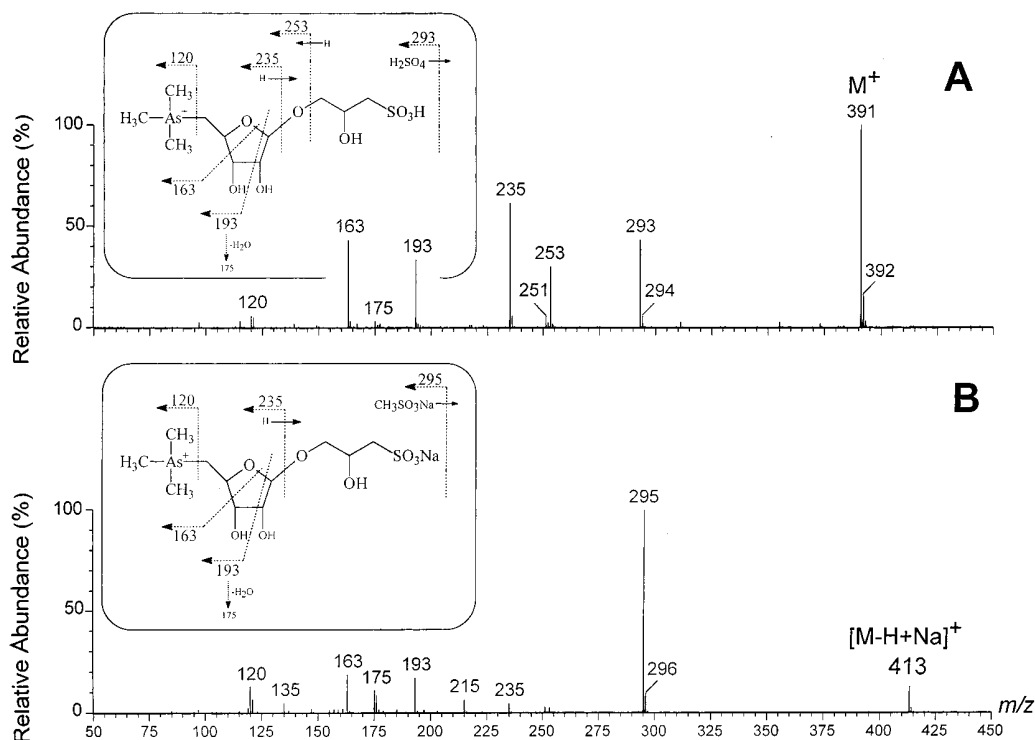 A
Relative Abundance (%)
100
50
0
253
H
293
H2SO4
120
235
H
CH3
H3C
As+
CH3
O
O
SO3H
OH
OH
OH
163
193
-H2O
175
M+
391
392
235
163
193
253
251
293
294
120
175
B
Relative Abundance (%)
100
50
0
295
CH3SO3Na
120
235
H
CH3
H3C
As+
CH3
O
O
SO3Na
OH
OH
OH
163
193
-H2O
175
295
296
[M-H+Na]+
413
120
135
163
175
193
215
235
50 75 100 125 150 175 200 225 250 275 300 325 350 375 400 425 450 m/z